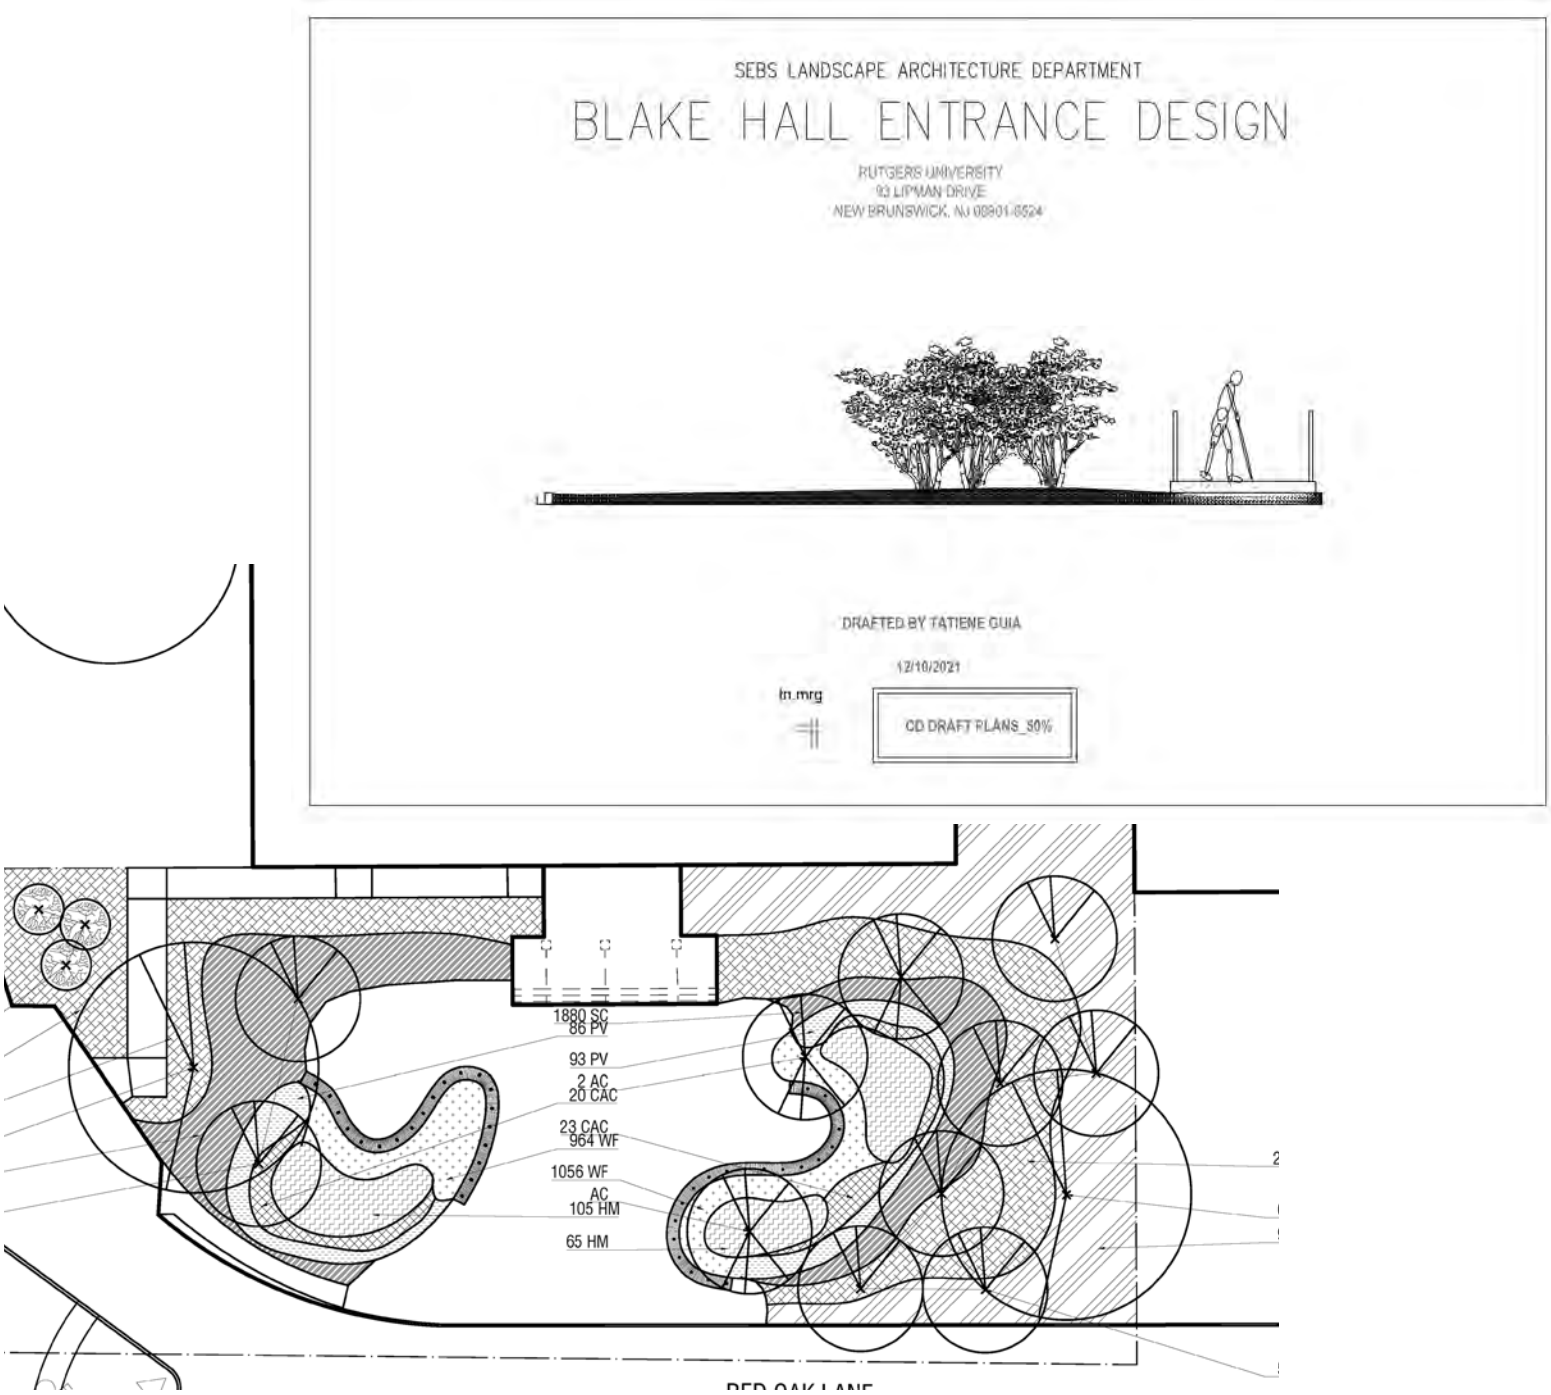 SEBS LANDSCAPE ARCHITECTURE DEPARTMENT
BLAKE HALL ENTRANCE DESIGN
RUTGERS UNIVERSITY
93 LIPMAN DRIVE
NEW BRUNSWICK, NJ 08901-8524
DRAFTED BY TATIENE GUIA
12/10/2021
tn.mrg
CD DRAFT PLANS_50%
1880 SC
86 PV
93 PV
2 AC
20 CAC
23 CAC
964 WF
1056 WF
AC
105 HM
65 HM
2
RED OAK LANE